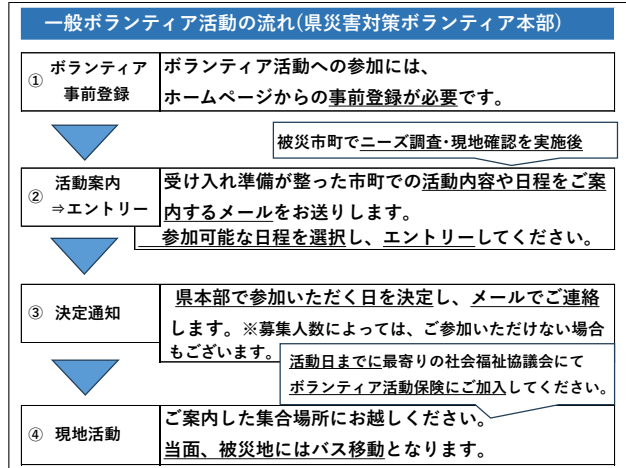 一般ボランティア活動の流れ(県災害対策ボランティア本部)
① ボランティア
事前登録
ボランティア活動への参加には、
ホームページからの事前登録が必要です。
被災市町でニーズ調査・現地確認を実施後
② 活動案内
⇒エントリー
受け入れ準備が整った市町での活動内容や日程をご案
内するメールをお送りします。
参加可能な日程を選択し、エントリーしてください。
③ 決定通知
県本部で参加いただく日を決定し、メールでご連絡
します。※募集人数によっては、ご参加いただけない場合
もございます。
活動日までに最寄りの社会福祉協議会にて
ボランティア活動保険にご加入してください。
④ 現地活動
ご案内した集合場所にお越しください。
当面、被災地にはバス移動となります。